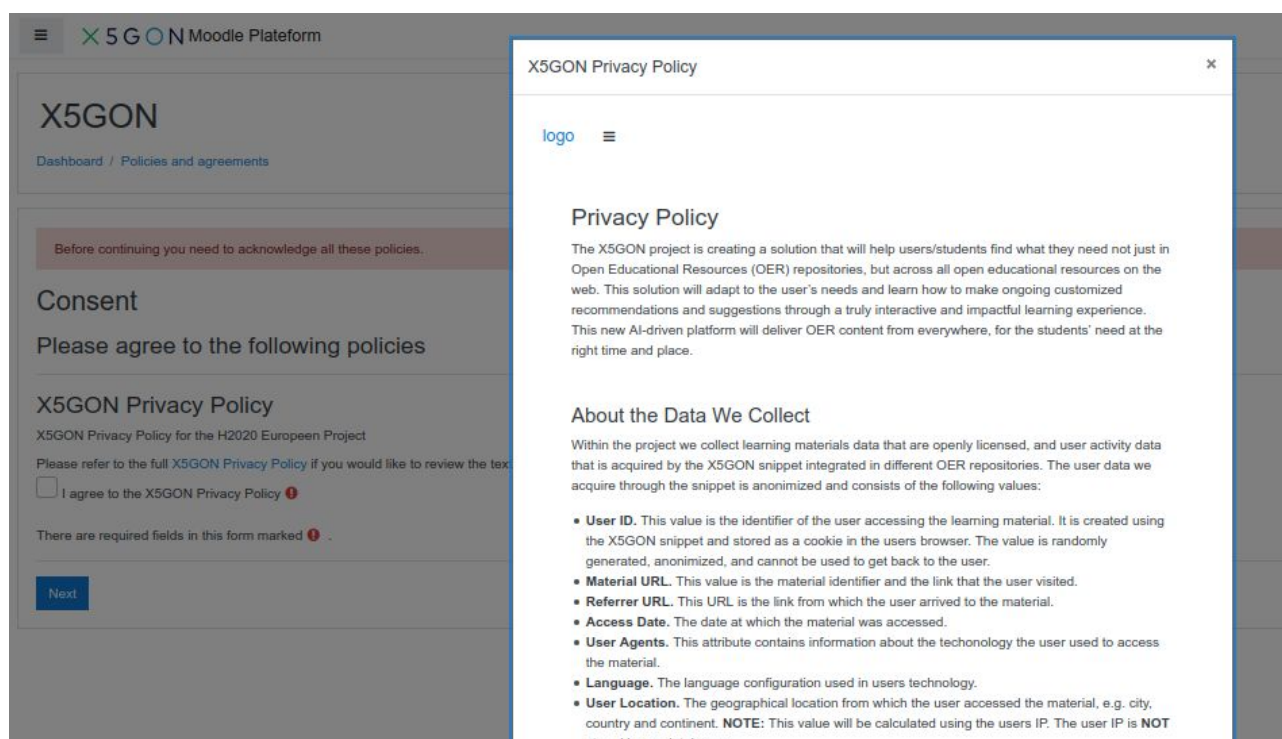 X5GON Moodle Plateform
X5GON
Dashboard / Policies and agreements
Before continuing you need to acknowledge all these policies.
Consent
Please agree to the following policies
X5GON Privacy Policy
X5GON Privacy Policy for the H2020 Europeen Project
Please refer to the full X5GON Privacy Policy if you would like to review the tex
I agree to the X5GON Privacy Policy
There are required fields in this form marked .
Next
X5GON Privacy Policy ×
logo
Privacy Policy
The X5GON project is creating a solution that will help users/students find what they need not just in
Open Educational Resources (OER) repositories, but across all open educational resources on the
web. This solution will adapt to the user's needs and learn how to make ongoing customized
recommendations and suggestions through a truly interactive and impactful learning experience.
This new AI-driven platform will deliver OER content from everywhere, for the students' need at the
right time and place.
About the Data We Collect
Within the project we collect learning materials data that are openly licensed, and user activity data
that is acquired by the X5GON snippet integrated in different OER repositories. The user data we
acquire through the snippet is anonimized and consists of the following values:
• User ID. This value is the identifier of the user accessing the learning material. It is created using
the X5GON snippet and stored as a cookie in the users browser. The value is randomly
generated, anonimized, and cannot be used to get back to the user.
• Material URL. This value is the material identifier and the link that the user visited.
• Referrer URL. This URL is the link from which the user arrived to the material.
• Access Date. The date at which the material was accessed.
• User Agents. This attribute contains information about the techonology the user used to access
the material.
• Language. The language configuration used in users technology.
• User Location. The geographical location from which the user accessed the material, e.g. city,
country and continent. NOTE: This value will be calculated using the users IP. The user IP is NOT